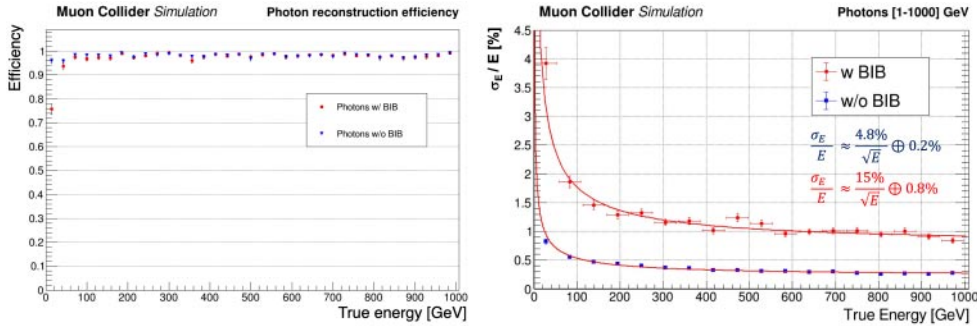 Muon Collider Simulation
Photon reconstruction efficiency
Efficiency
1
0.9
0.8
0.7
0.6
0.5
0.4
0.3
0.2
0.1
0
Photons w/ BIB
Photons w/o BIB
0 100 200 300 400 500 600 700 800 900 1000
True energy [GeV]
Muon Collider Simulation
Photons [1-1000] GeV
σE / E [%]
4.5
4
3.5
3
2.5
2
1.5
1
0.5
0
w BIB
w/o BIB
σE/E ≈ 4.8%/√E ⊕ 0.2%
σE/E ≈ 15%/√E ⊕ 0.8%
0 100 200 300 400 500 600 700 800 900 1000
True Energy [GeV]